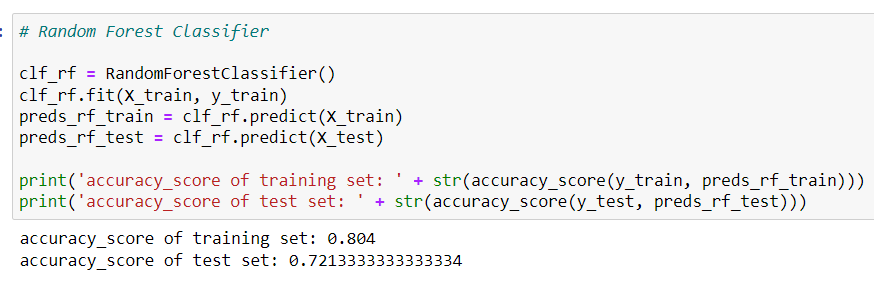 # Random Forest Classifier
clf_rf = RandomForestClassifier()
clf_rf.fit(X_train, y_train)
preds_rf_train = clf_rf.predict(X_train)
preds_rf_test = clf_rf.predict(X_test)
print('accuracy_score of training set: ' + str(accuracy_score(y_train, preds_rf_train)))
print('accuracy_score of test set: ' + str(accuracy_score(y_test, preds_rf_test)))
accuracy_score of training set: 0.804
accuracy_score of test set: 0.7213333333333334